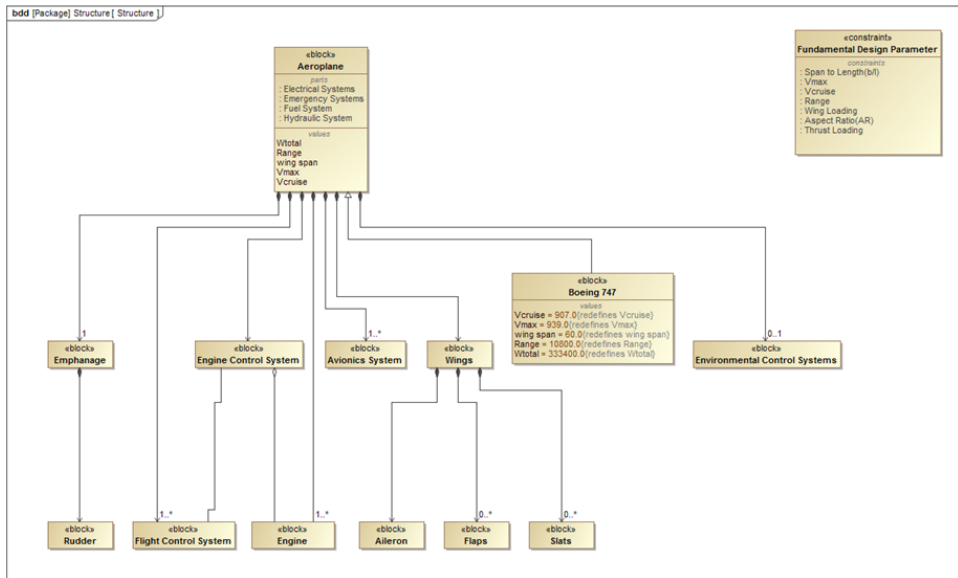 bdd [Package] Structure [ Structure ]
«block»
Aeroplane
parts
: Electrical Systems
: Emergency Systems
: Fuel System
: Hydraulic System
values
Wtotal
Range
wing span
Vmax
Vcruise
«constraint»
Fundamental Design Parameter
constraints
: Span to Length(b/l)
: Vmax
: Vcruise
: Range
: Wing Loading
: Aspect Ratio(AR)
: Thrust Loading
«block»
Boeing 747
values
Vcruise = 907.0{redefines Vcruise}
Vmax = 939.0{redefines Vmax}
wing span = 60.0{redefines wing span}
Range = 10800.0{redefines Range}
Wtotal = 333400.0{redefines Wtotal}
1
«block»
Emphanage
«block»
Engine Control System
1..*
«block»
Avionics System
«block»
Wings
0..1
«block»
Environmental Control Systems
«block»
Rudder
1..*
«block»
Flight Control System
1..*
«block»
Engine
«block»
Aileron
0..*
«block»
Flaps
0..*
«block»
Slats